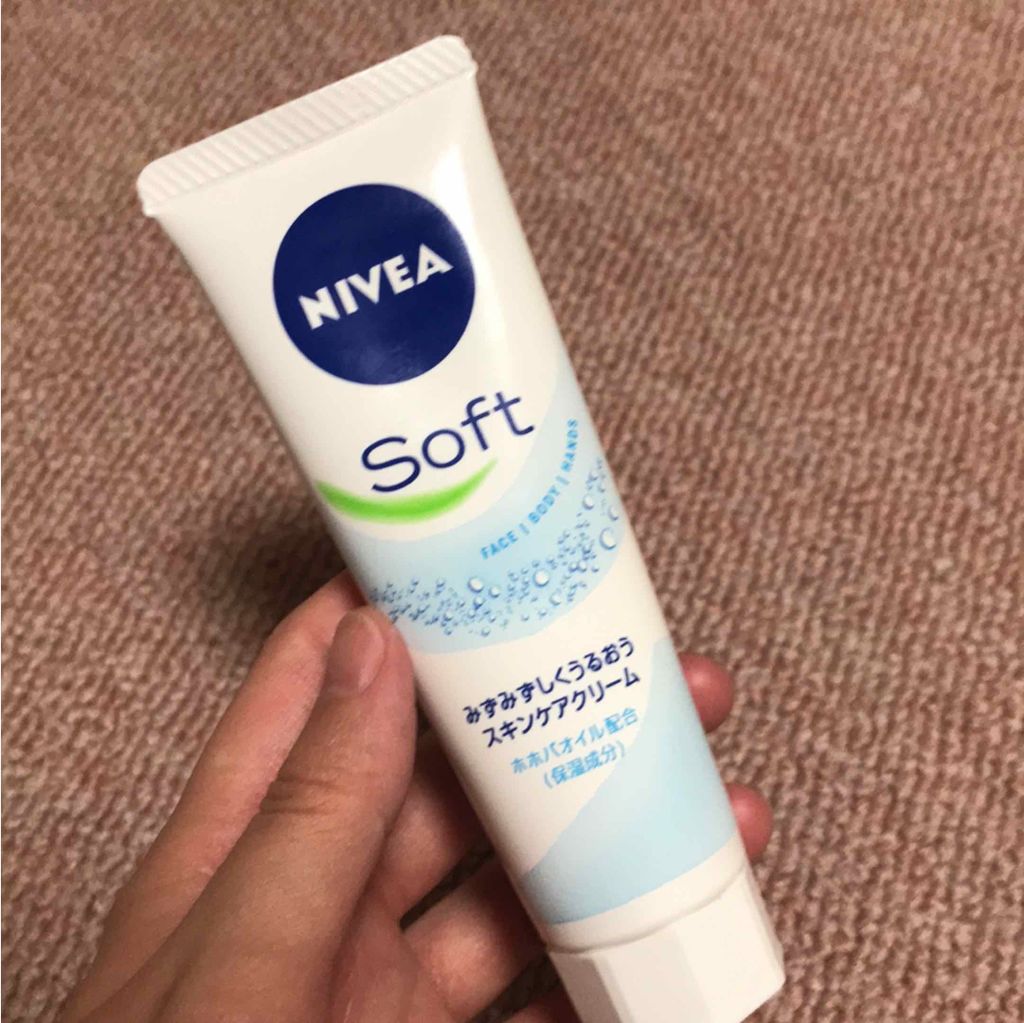 NIVEA
Soft
FACE | BODY | HANDS
みずみずしくうるおう
スキンケアクリーム
ホホバオイル配合
(保湿成分)